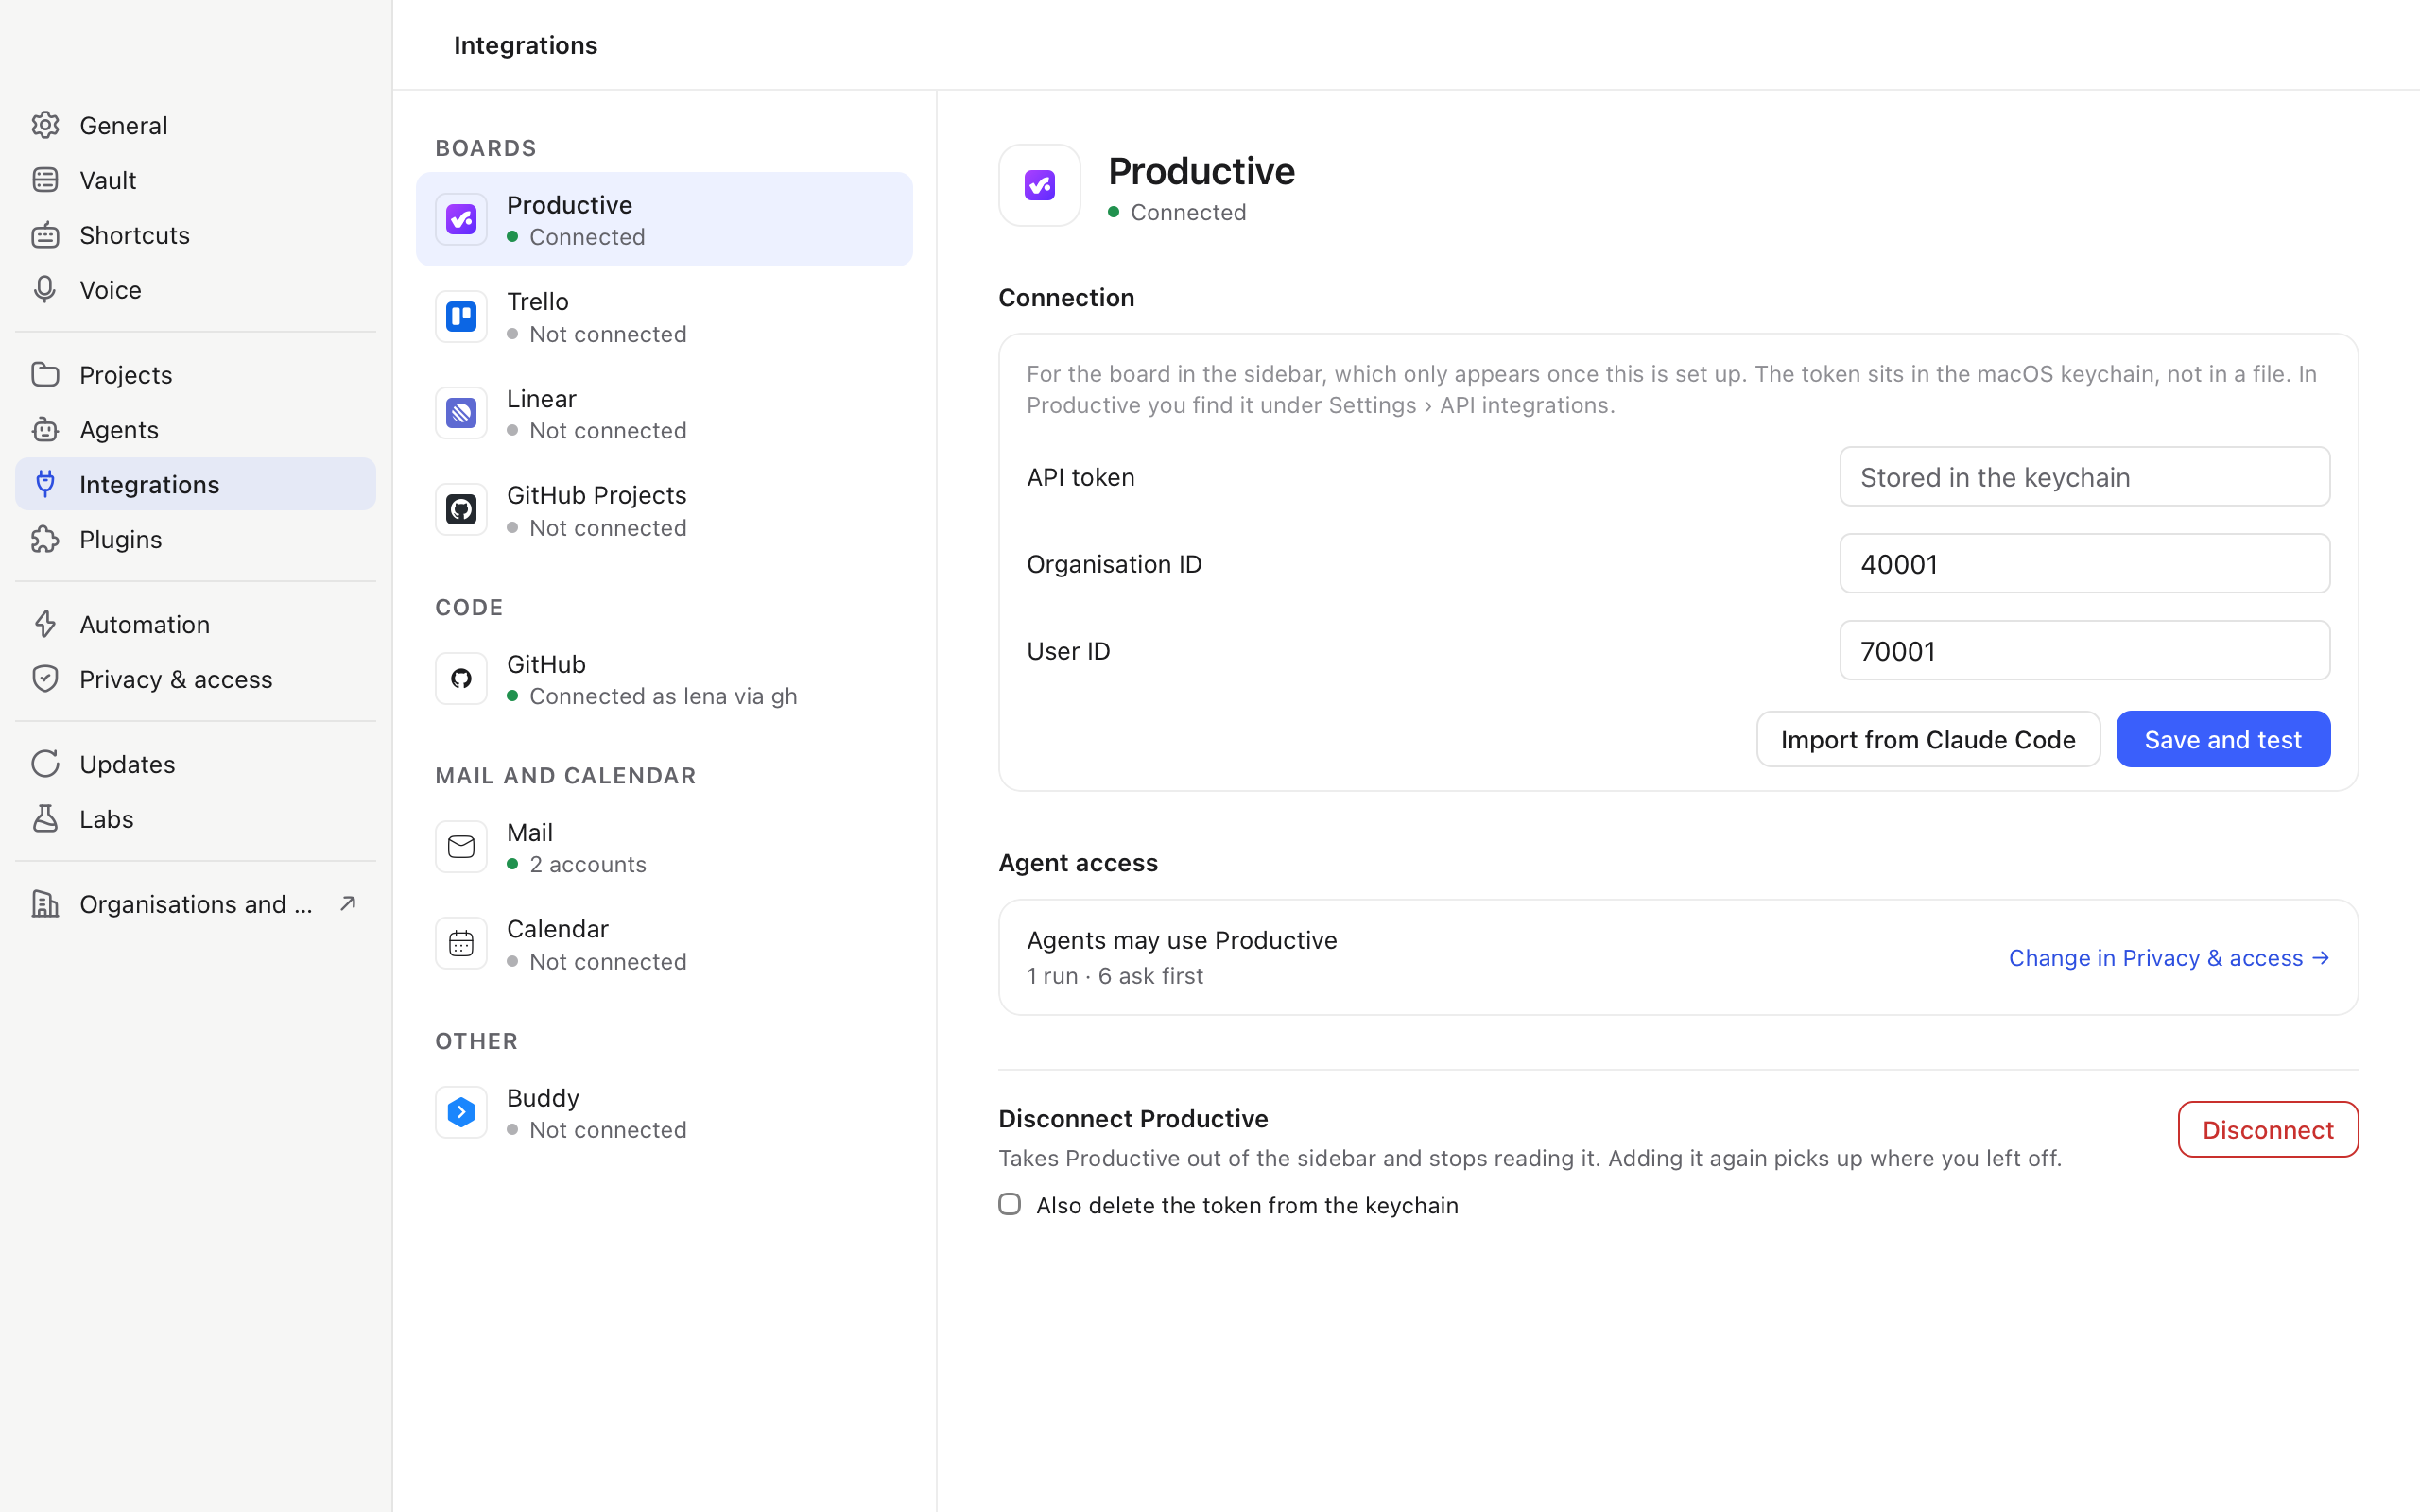 Integrations
General
Vault
Shortcuts
Voice
Projects
Agents
Integrations
Plugins
Automation
Privacy & access
Updates
Labs
Organisations and ...
BOARDS
Productive
Connected
Trello
Not connected
Linear
Not connected
GitHub Projects
Not connected
CODE
GitHub
Connected as lena via gh
MAIL AND CALENDAR
Mail
2 accounts
Calendar
Not connected
OTHER
Buddy
Not connected
Productive
Connected
Connection
For the board in the sidebar, which only appears once this is set up. The token sits in the macOS keychain, not in a file. In
Productive you find it under Settings › API integrations.
API token
Stored in the keychain
Organisation ID
40001
User ID
70001
Import from Claude Code
Save and test
Agent access
Agents may use Productive
1 run · 6 ask first
Change in Privacy & access →
Disconnect Productive
Takes Productive out of the sidebar and stops reading it. Adding it again picks up where you left off.
Disconnect
Also delete the token from the keychain